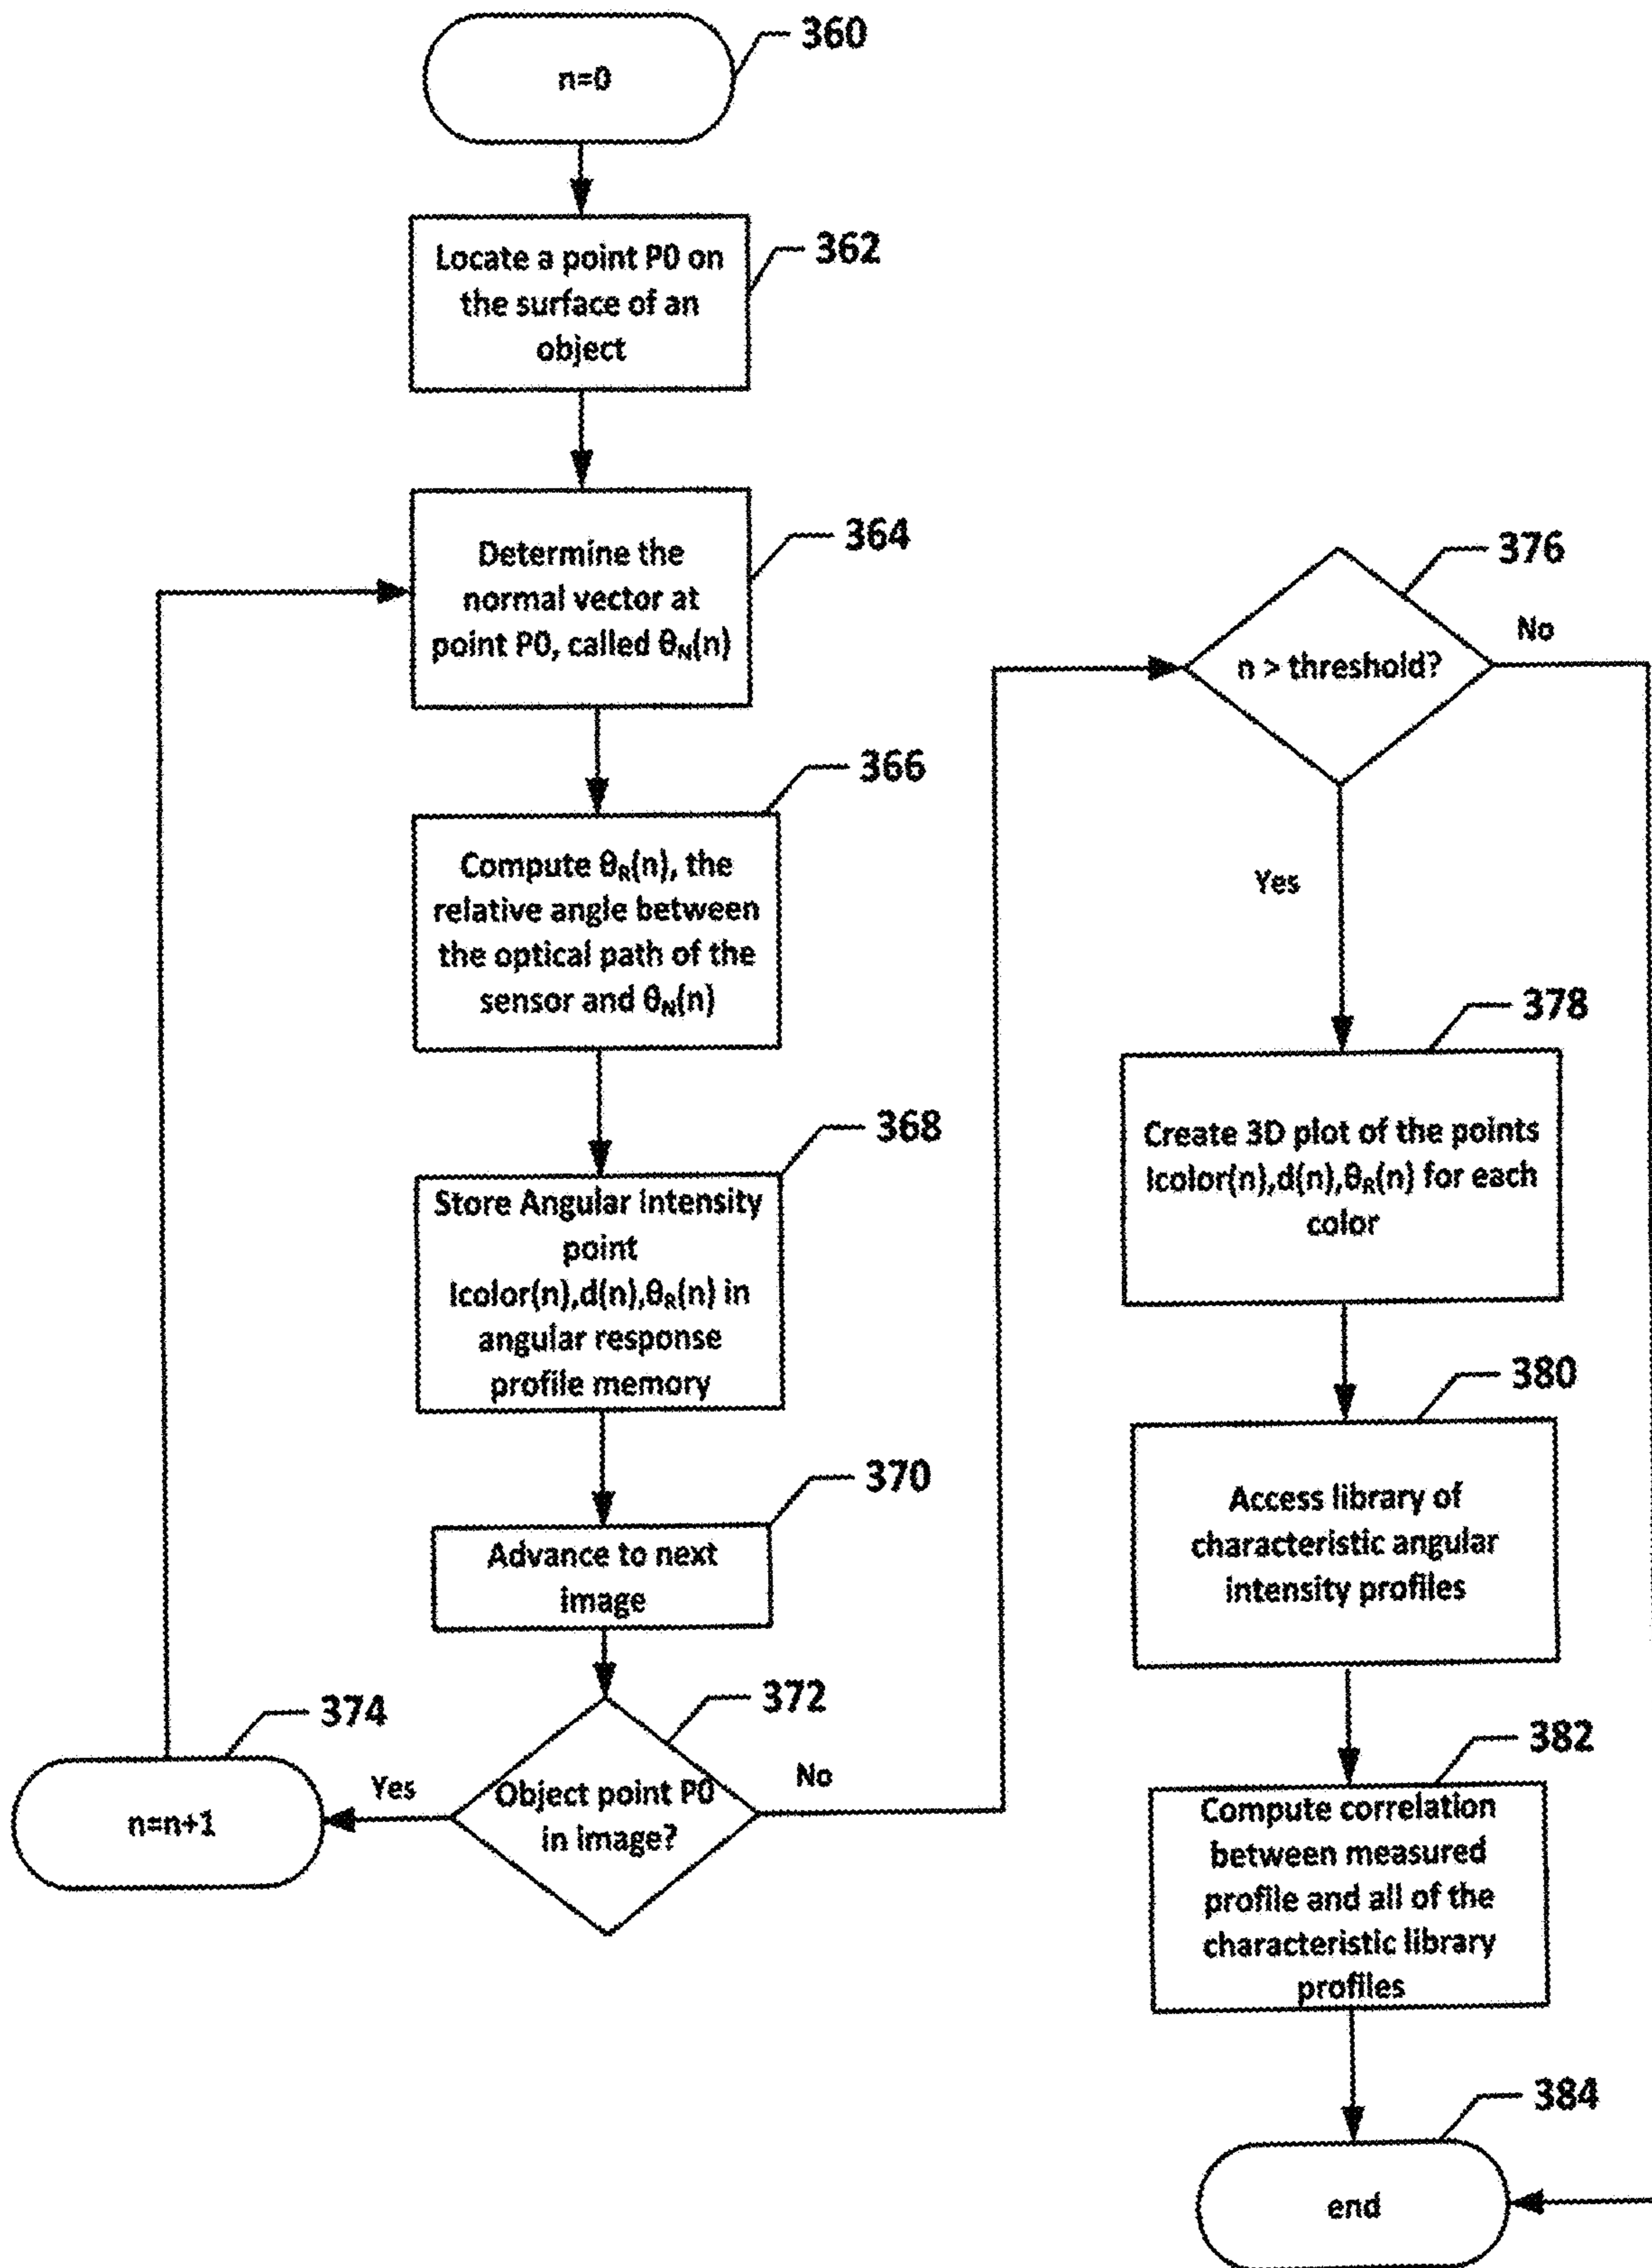 360
n=0
362
Locate a point P0 on
the surface of an
object
364
Determine the
normal vector at
point P0, called θN(n)
366
Compute θR(n), the
relative angle between
the optical path of the
sensor and θN(n)
368
Store Angular intensity
point
Icolor(n),d(n),θR(n) in
angular response
profile memory
370
Advance to next
image
372
Object point P0
in image?
Yes
No
374
n=n+1
376
n > threshold?
No
Yes
378
Create 3D plot of the points
Icolor(n),d(n),θR(n) for each
color
380
Access library of
characteristic angular
intensity profiles
382
Compute correlation
between measured
profile and all of the
characteristic library
profiles
384
end